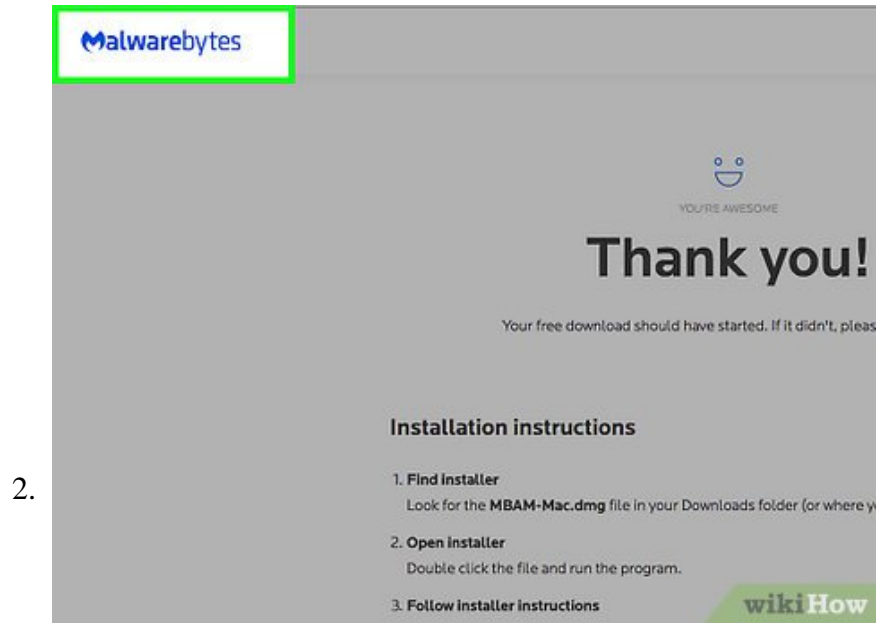 Malwarebytes
YOU'RE AWESOME
Thank you!
Your free download should have started. If it didn't, pleas
Installation instructions
1. Find installer
Look for the MBAM-Mac.dmg file in your Downloads folder (or where y
2.
2. Open installer
Double click the file and run the program.
3. Follow installer instructions
wikiHow